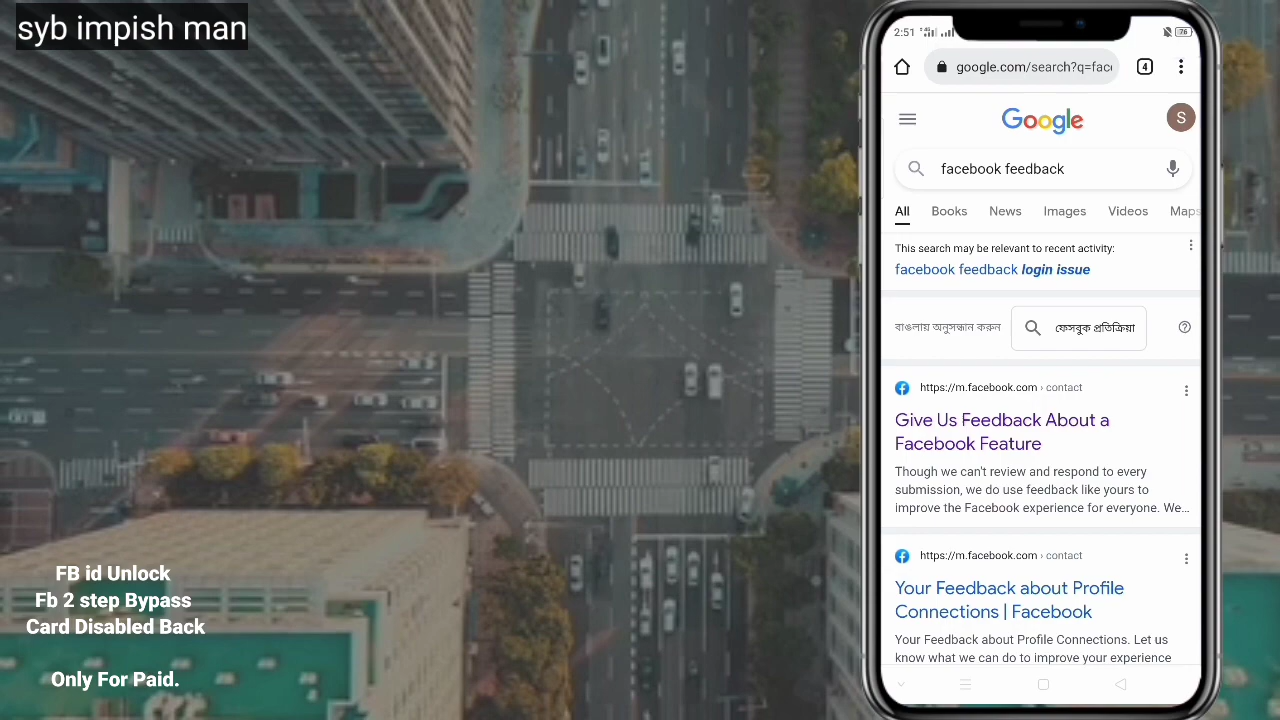 syb impish man
2:51
76
google.com/search?q=face
4
Google
S
facebook feedback
All Books News Images Videos Maps
This search may be relevant to recent activity:
facebook feedback login issue
বাঙলায় অনুসন্ধান করুন
ফেসবুক প্রতিক্রিয়া
https://m.facebook.com › contact
Give Us Feedback About a
Facebook Feature
Though we can't review and respond to every
submission, we do use feedback like yours to
improve the Facebook experience for everyone. We...
https://m.facebook.com › contact
Your Feedback about Profile
Connections | Facebook
Your Feedback about Profile Connections. Let us
know what we can do to improve your experience
FB id Unlock
Fb 2 step Bypass
Card Disabled Back
Only For Paid.